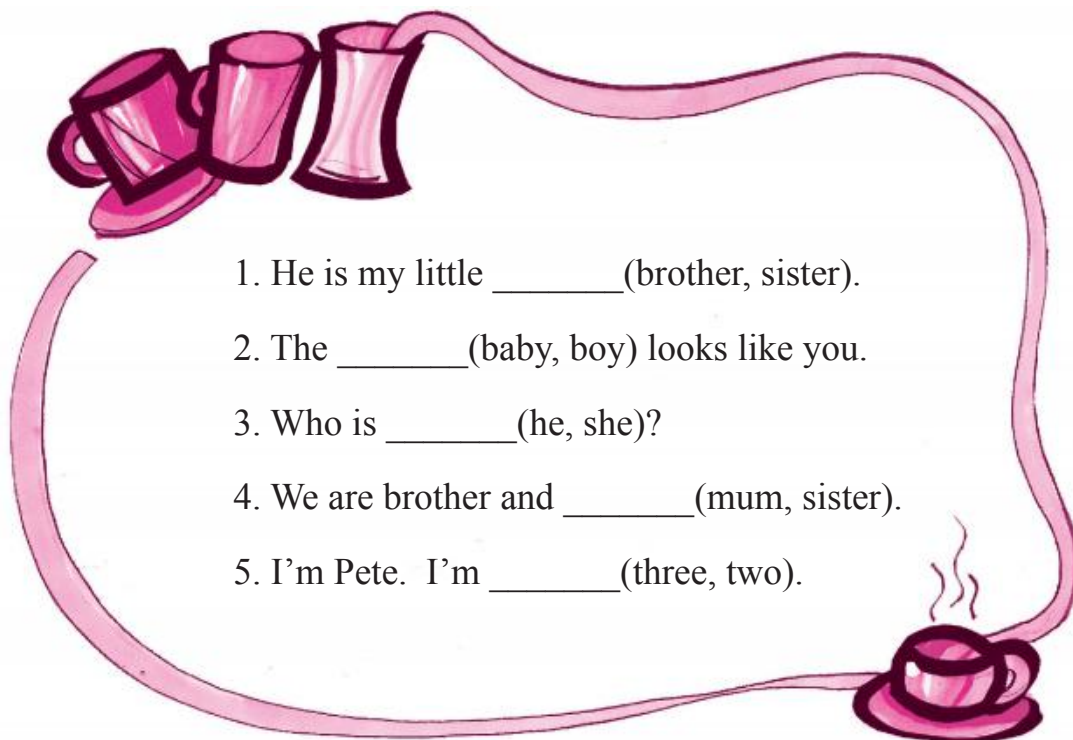 1. He is my little _______(brother, sister).
2. The _______(baby, boy) looks like you.
3. Who is _______(he, she)?
4. We are brother and _______(mum, sister).
5. I’m Pete.  I’m _______(three, two).